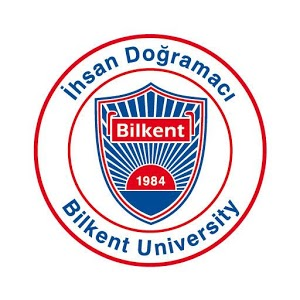 İhsan Doğramacı
Bilkent
1984
Bilkent University